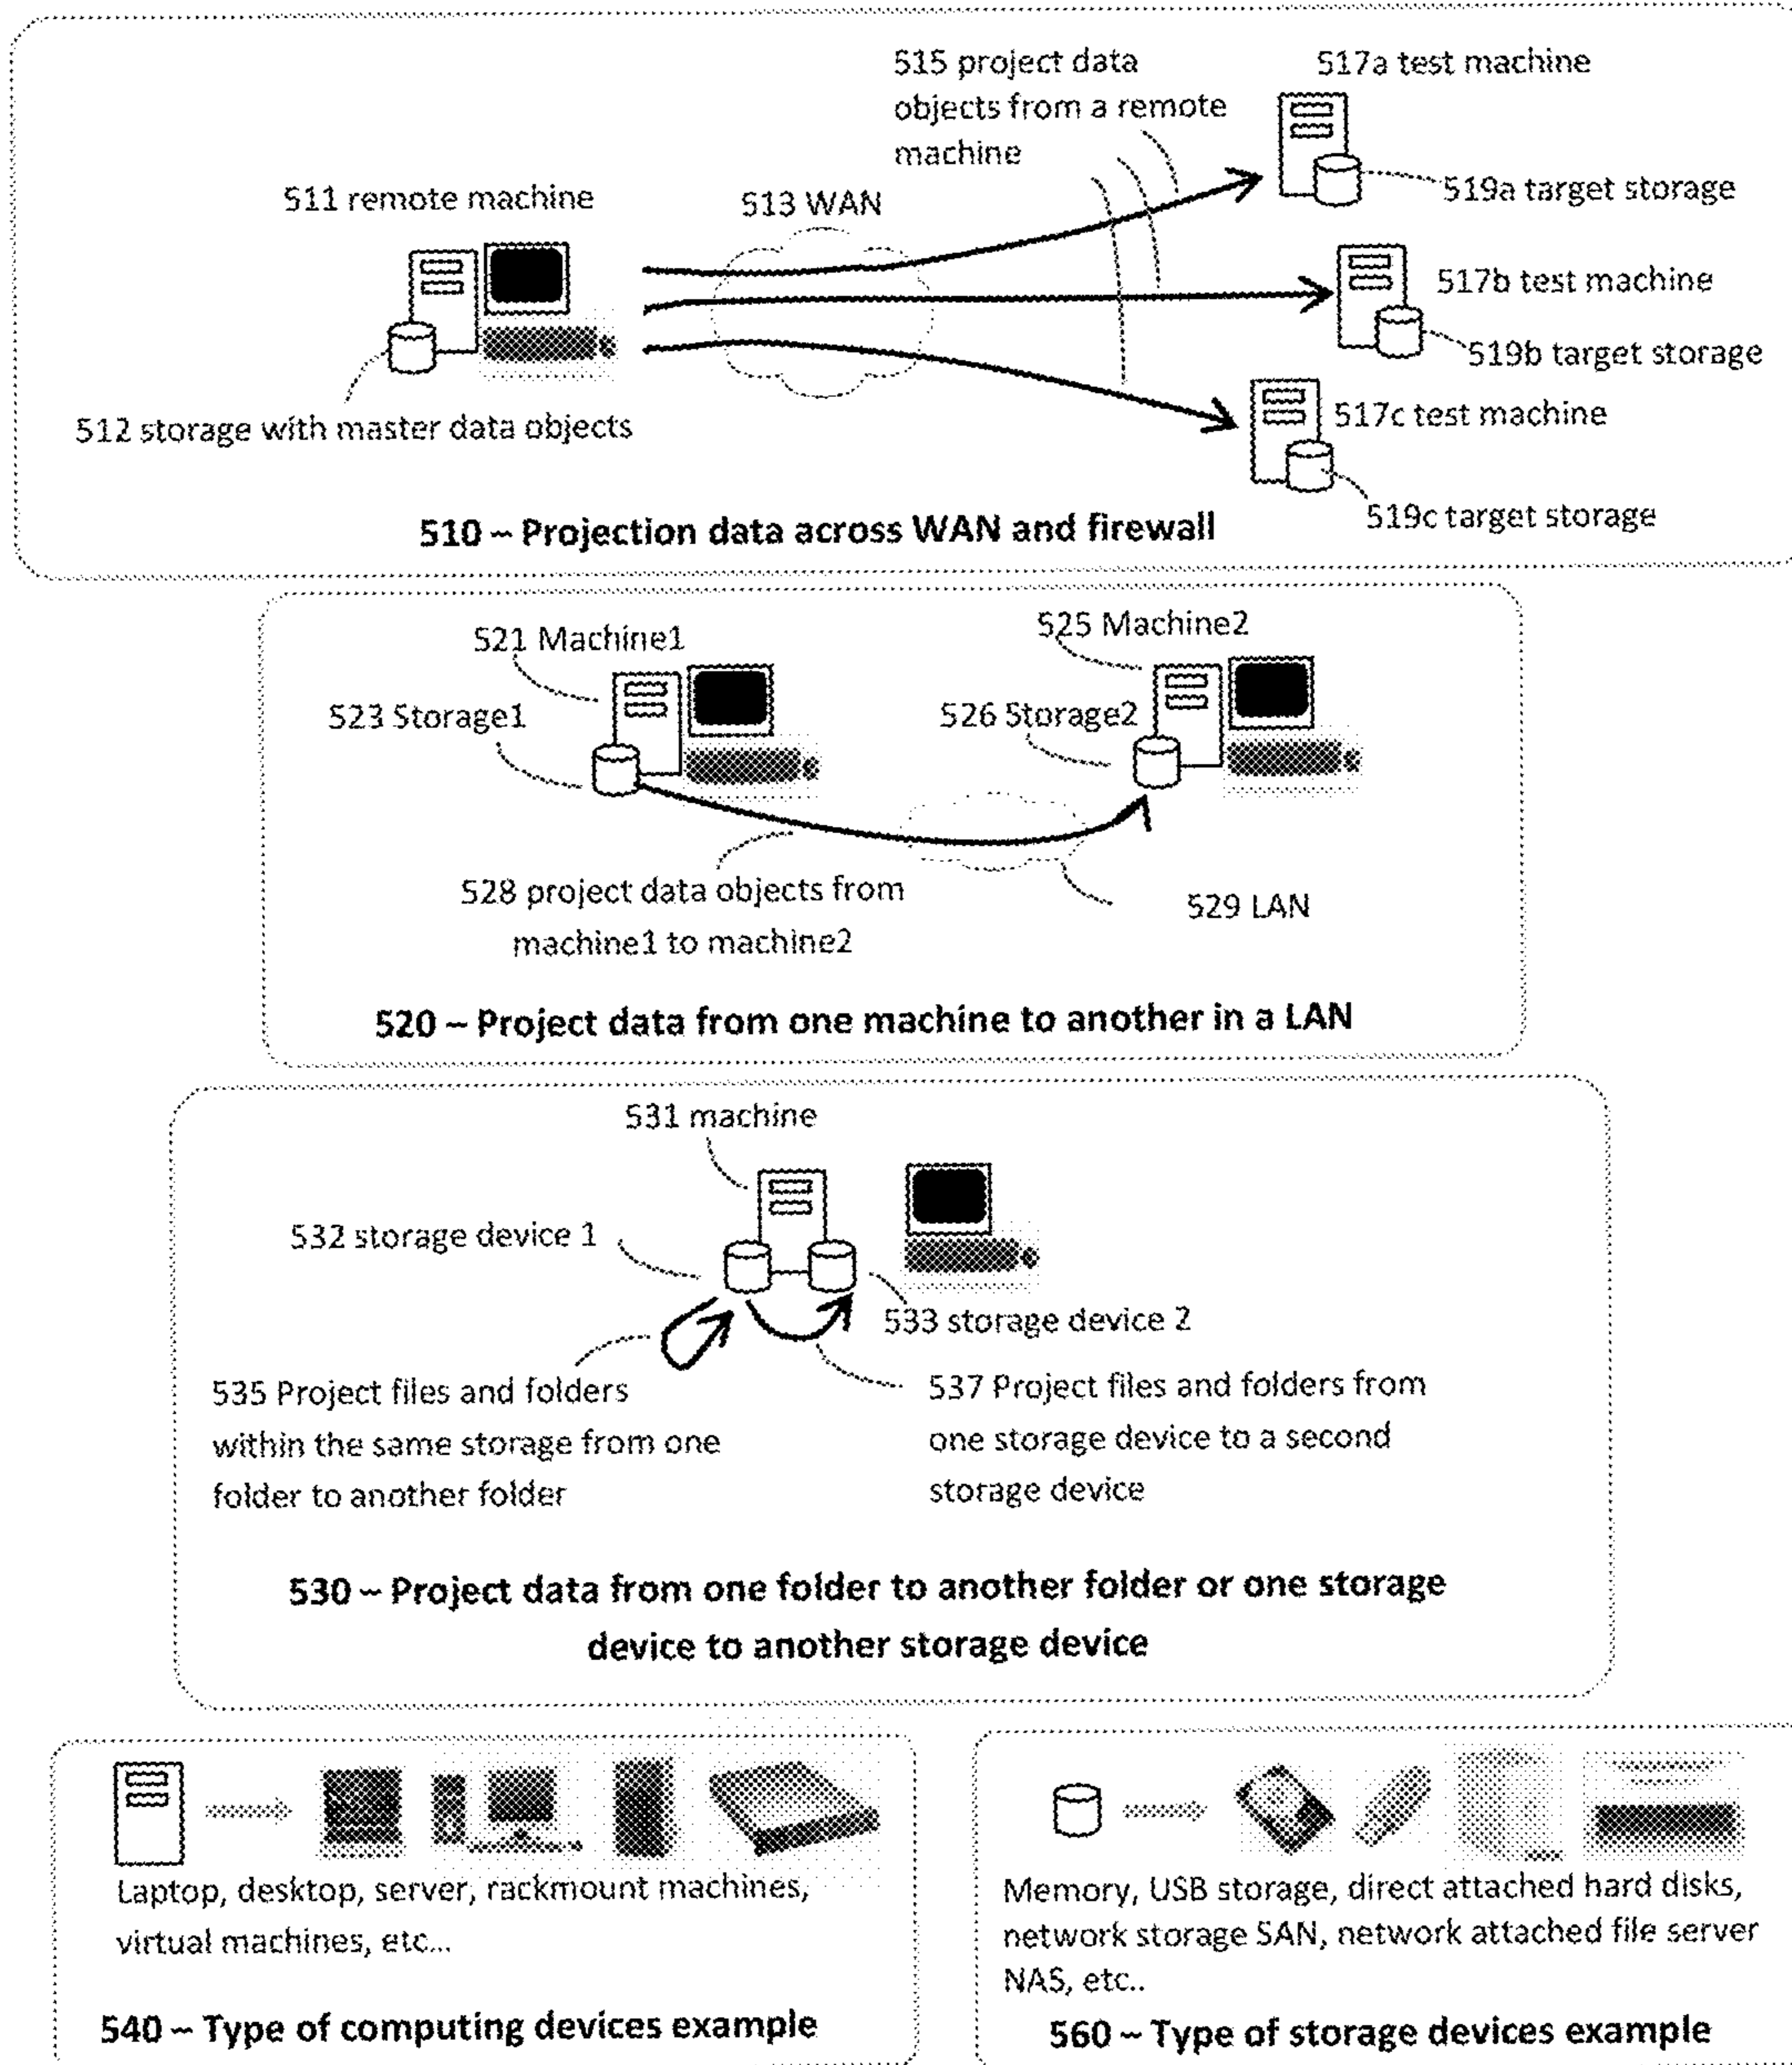 515 project data
objects from a remote
machine
517a test machine
511 remote machine
513 WAN
519a target storage
517b test machine
519b target storage
512 storage with master data objects
517c test machine
519c target storage
510 – Projection data across WAN and firewall
521 Machine1
525 Machine2
523 Storage1
526 Storage2
528 project data objects from
machine1 to machine2
529 LAN
520 – Project data from one machine to another in a LAN
531 machine
532 storage device 1
533 storage device 2
535 Project files and folders
within the same storage from one
folder to another folder
537 Project files and folders from
one storage device to a second
storage device
530 – Project data from one folder to another folder or one storage
device to another storage device
Laptop, desktop, server, rackmount machines,
virtual machines, etc...
540 – Type of computing devices example
Memory, USB storage, direct attached hard disks,
network storage SAN, network attached file server
NAS, etc..
560 – Type of storage devices example